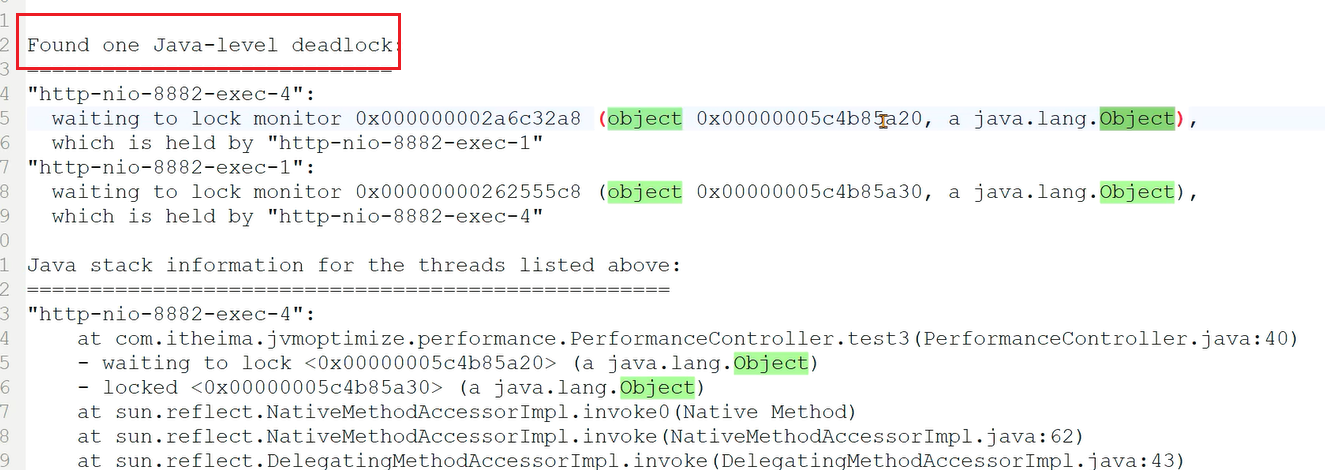 1
2 Found one Java-level deadlock:
3 =============================
4 "http-nio-8882-exec-4":
5   waiting to lock monitor 0x000000002a6c32a8 (object 0x00000005c4b85a20, a java.lang.Object),
6   which is held by "http-nio-8882-exec-1"
7 "http-nio-8882-exec-1":
8   waiting to lock monitor 0x00000000262555c8 (object 0x00000005c4b85a30, a java.lang.Object),
9   which is held by "http-nio-8882-exec-4"
0
1 Java stack information for the threads listed above:
2 ===================================================
3 "http-nio-8882-exec-4":
4     at com.itheima.jvmoptimize.performance.PerformanceController.test3(PerformanceController.java:40)
5     - waiting to lock <0x00000005c4b85a20> (a java.lang.Object)
6     - locked <0x00000005c4b85a30> (a java.lang.Object)
7     at sun.reflect.NativeMethodAccessorImpl.invoke0(Native Method)
8     at sun.reflect.NativeMethodAccessorImpl.invoke(NativeMethodAccessorImpl.java:62)
9     at sun.reflect.DelegatingMethodAccessorImpl.invoke(DelegatingMethodAccessorImpl.java:43)